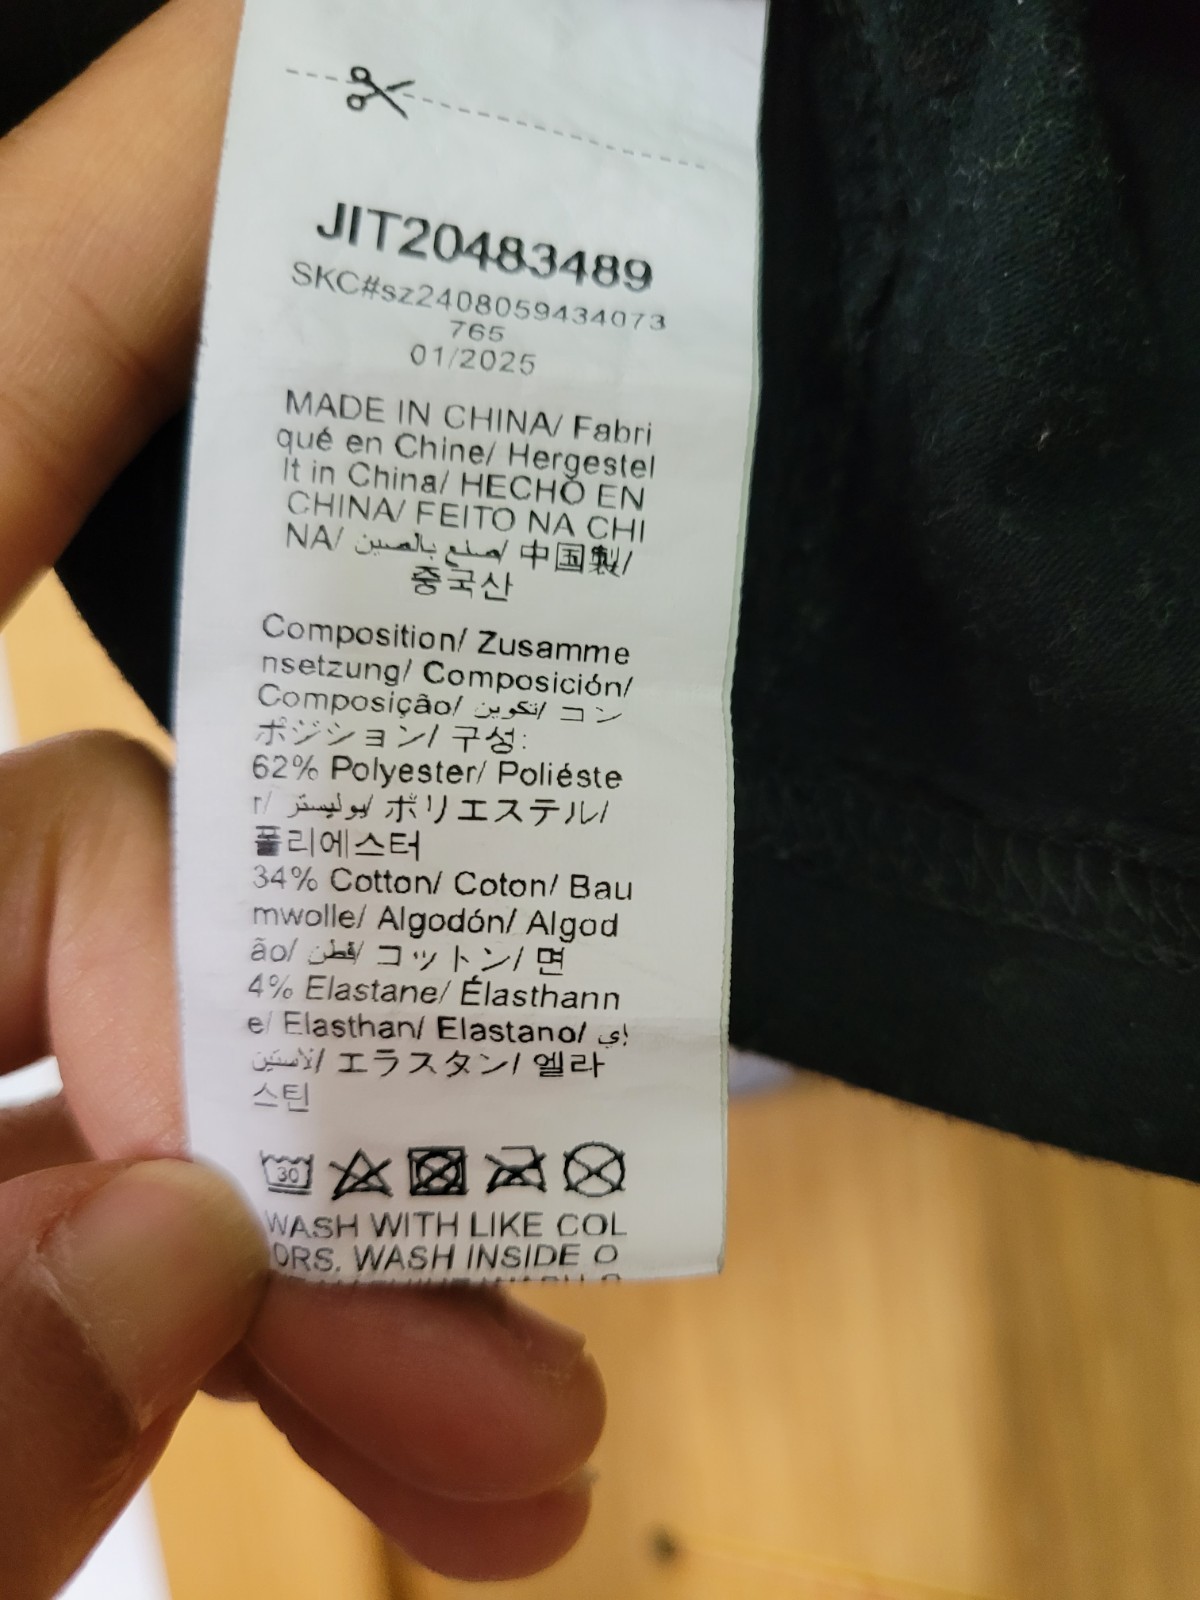 JIT20483489
SKC#sz2408059434073
765
01/2025
MADE IN CHINA/ Fabri
qué en Chine/ Hergestel
lt in China/ HECHO EN
CHINA/ FEITO NA CHI
NA/ صنع بالصين/ 中国製/
중국산
Composition/ Zusamme
nsetzung/ Composición/
Composição/ تكوين/ コン
ポジション/ 구성:
62% Polyester/ Poliéste
r/ بوليستر/ ポリエステル/
폴리에스터
34% Cotton/ Coton/ Bau
mwolle/ Algodón/ Algod
ão/ قطن/ コットン/ 면
4% Elastane/ Élasthann
e/ Elasthan/ Elastano/ إي
لاستين/ エラスタン/ 엘라
스틴
30
WASH WITH LIKE COL
ORS. WASH INSIDE O